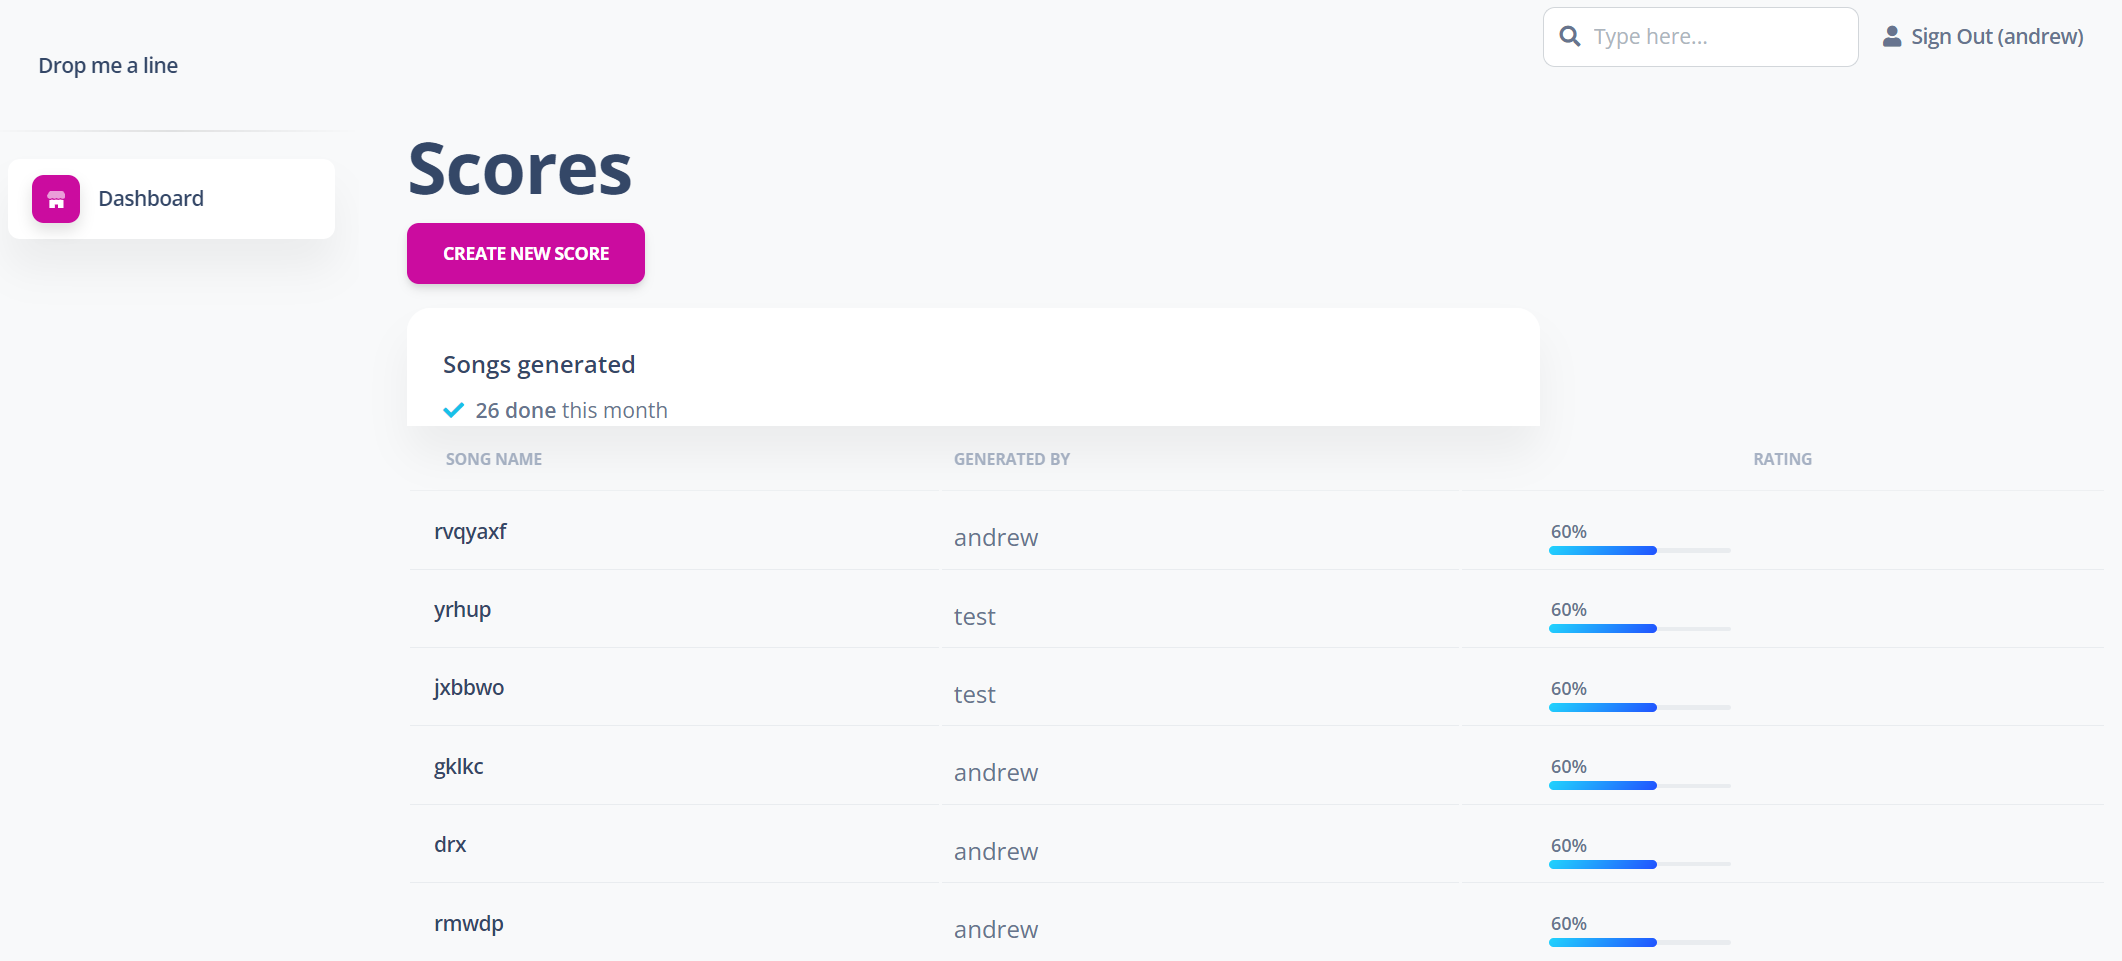 Drop me a line
Type here...
Sign Out (andrew)
Dashboard
Scores
CREATE NEW SCORE
Songs generated
26 done this month
SONG NAME GENERATED BY RATING
rvqyaxf andrew 60%
yrhup test 60%
jxbbwo test 60%
gklkc andrew 60%
drx andrew 60%
rmwdp andrew 60%